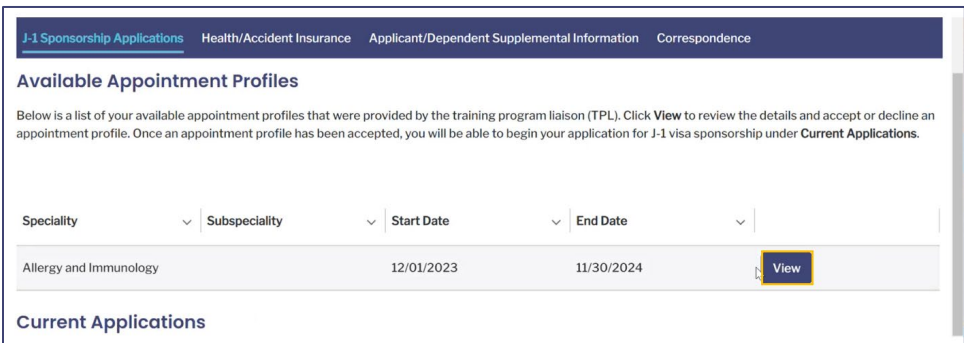 J-1 Sponsorship Applications Health/Accident Insurance Applicant/Dependent Supplemental Information Correspondence
Available Appointment Profiles
Below is a list of your available appointment profiles that were provided by the training program liaison (TPL). Click View to review the details and accept or decline an
appointment profile. Once an appointment profile has been accepted, you will be able to begin your application for J-1 visa sponsorship under Current Applications.
Speciality Subspeciality Start Date End Date
Allergy and Immunology 12/01/2023 11/30/2024 View
Current Applications